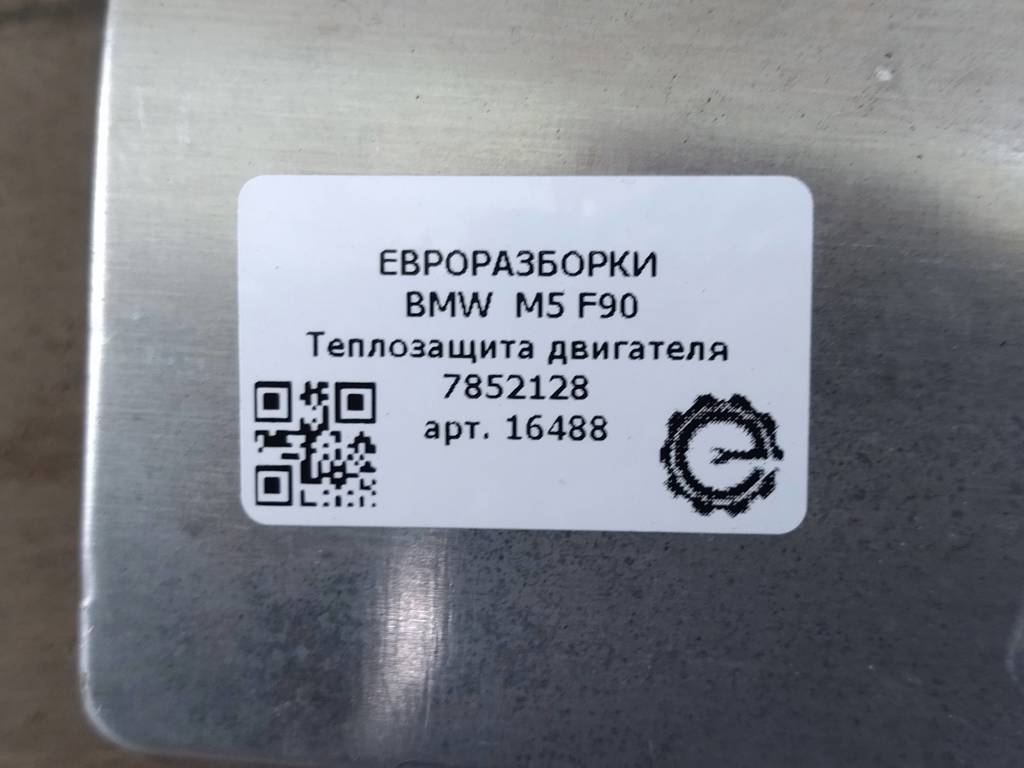 ЕВРОРАЗБОРКИ
BMW M5 F90
Теплозащита двигателя
7852128
арт. 16488